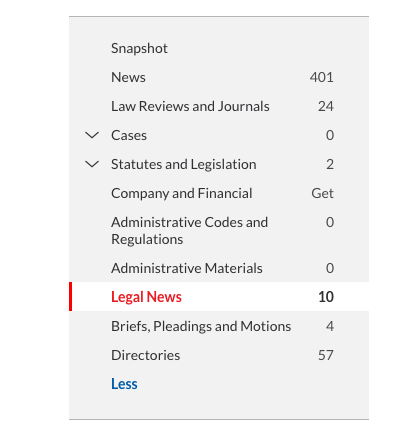 Snapshot
News 401
Law Reviews and Journals 24
Cases 0
Statutes and Legislation 2
Company and Financial Get
Administrative Codes and 0
Regulations
Administrative Materials 0
Legal News 10
Briefs, Pleadings and Motions 4
Directories 57
Less